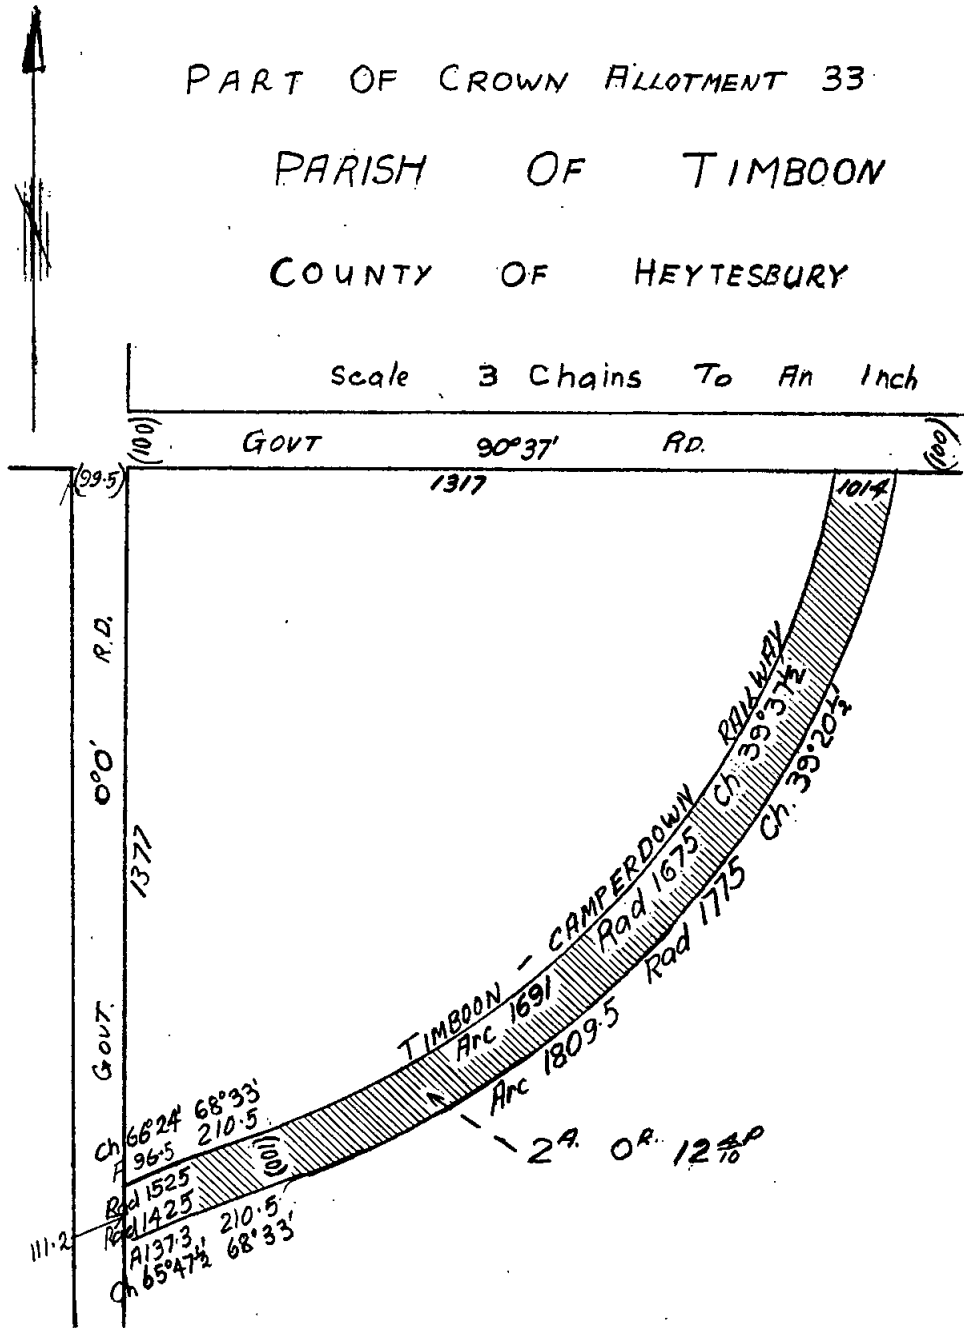 PART OF CROWN ALLOTMENT 33
PARISH OF TIMBOON
COUNTY OF HEYTESBURY
Scale 3 Chains To An Inch
(100) GOVT 90°37' RD. (100)
(99.5)
1317
101.4
R.D.
0°0'
GOVT.
1377
TIMBOON - CAMPERDOWN RAILWAY
Arc 1691 Rad 1675 Ch 39°37½'
Arc 1809.5 Rad 1775 Ch. 39°20½'
2A. 0R. 12 4/10P
Ch 66°24' 68°33'
A 96.5 210.5
(100)
Rad 1525
Rad 1425
111.2
A137.3 210.5
Ch 65°47½' 68°33'